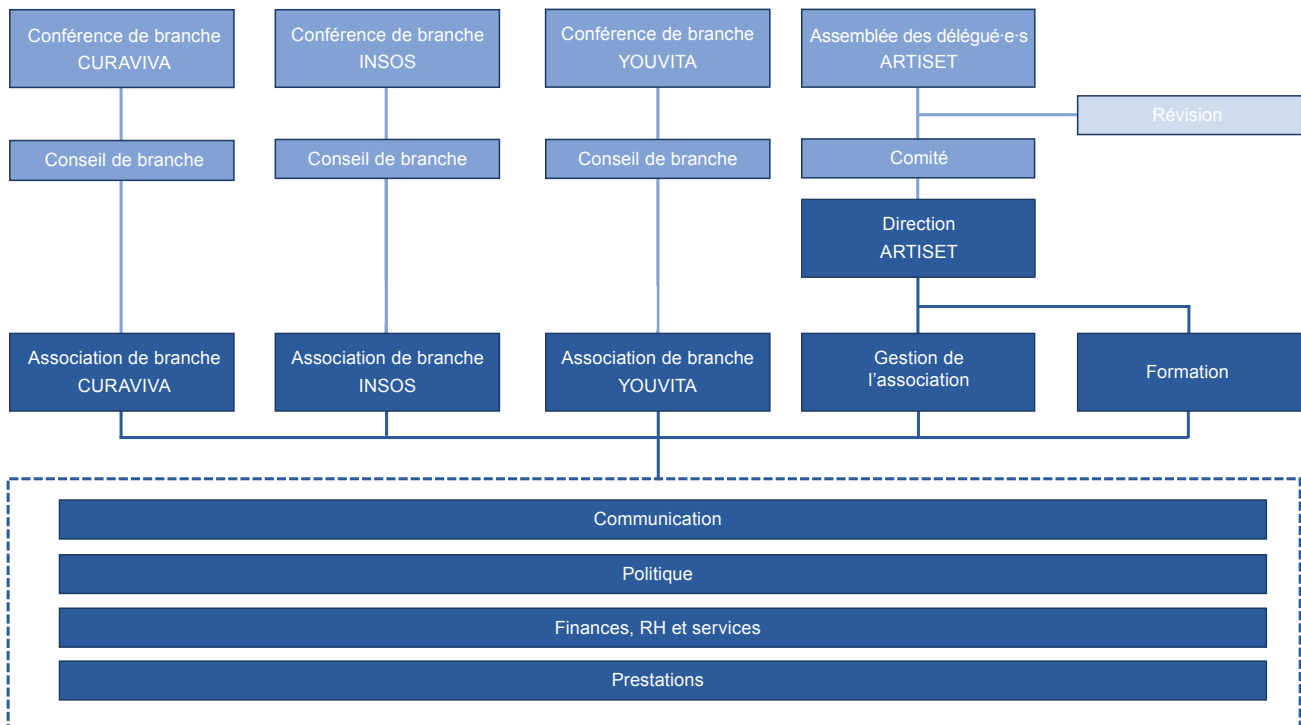 Conférence de branche
CURAVIVA
Conférence de branche
INSOS
Conférence de branche
YOUVITA
Assemblée des délégué·e·s
ARTISET
Révision
Conseil de branche
Conseil de branche
Conseil de branche
Comité
Direction
ARTISET
Association de branche
CURAVIVA
Association de branche
INSOS
Association de branche
YOUVITA
Gestion de
l’association
Formation
Communication
Politique
Finances, RH et services
Prestations